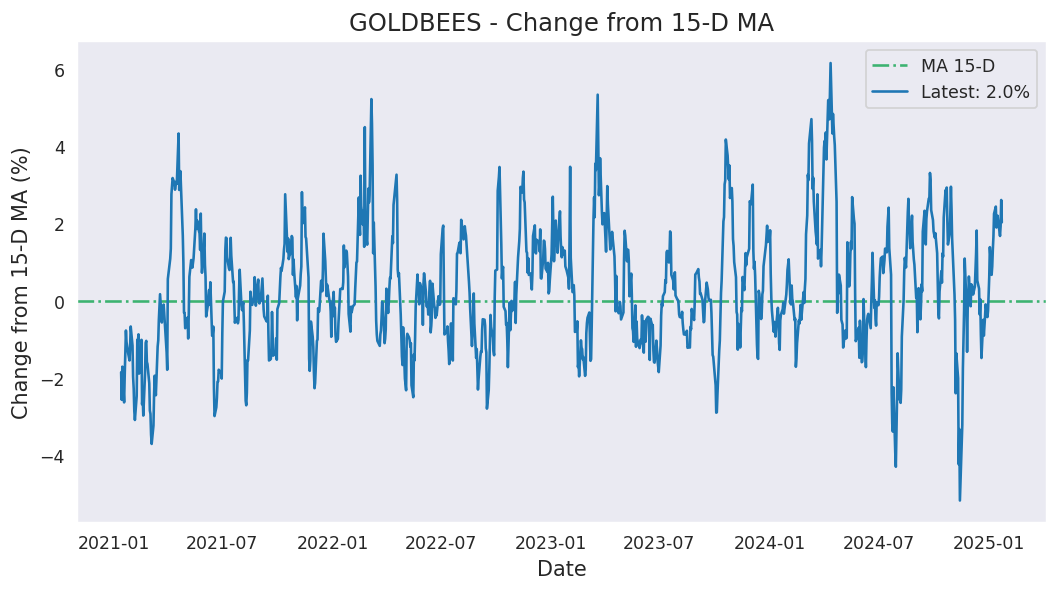 GOLDBEES - Change from 15-D MA
MA 15-D
Latest: 2.0%
Change from 15-D MA (%)
6
4
2
0
−2
−4
2021-01 2021-07 2022-01 2022-07 2023-01 2023-07 2024-01 2024-07 2025-01
Date